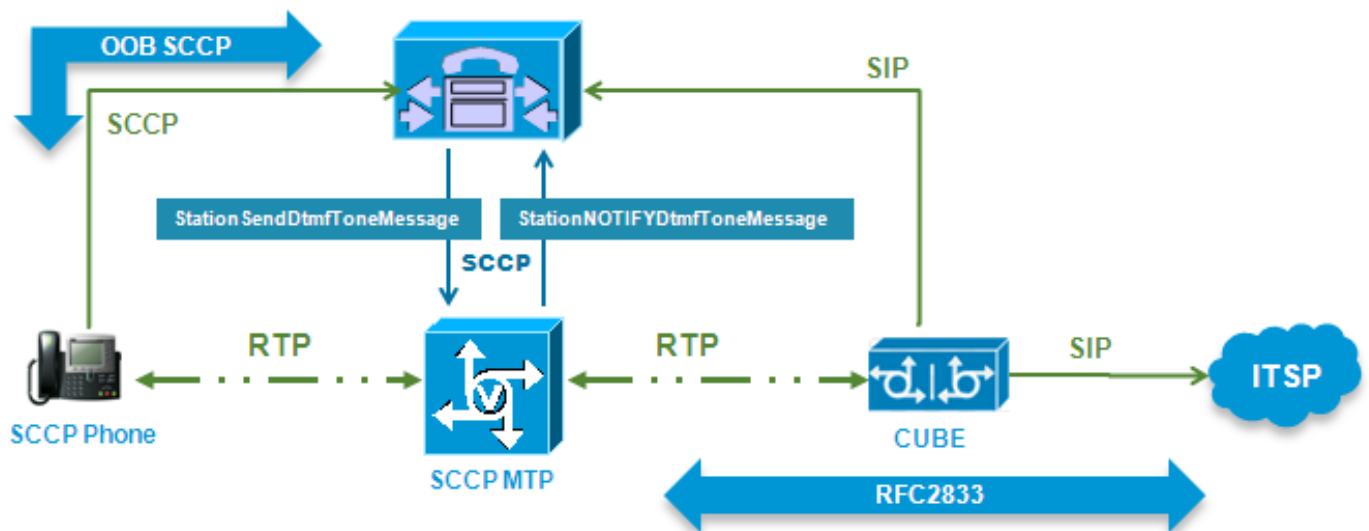 OOB SCCP
SIP
SCCP
StationSendDtmfToneMessage
StationNOTIFYDtmfToneMessage
SCCP
RTP
RTP
SIP
ITSP
SCCP Phone
CUBE
SCCP MTP
RFC2833
V